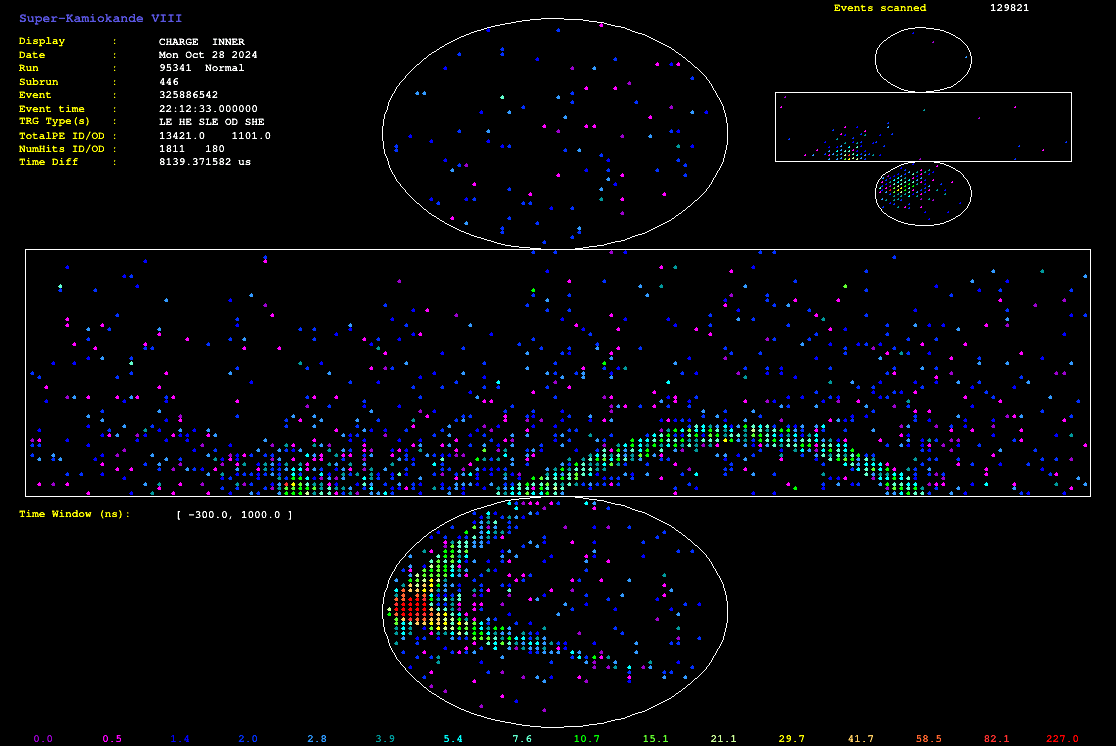 Super-Kamiokande VIII
Events scanned 129821
Display : CHARGE INNER
Date : Mon Oct 28 2024
Run : 95341 Normal
Subrun : 446
Event : 325886542
Event time : 22:12:33.000000
TRG Type(s) : LE HE SLE OD SHE
TotalPE ID/OD : 13421.0 1101.0
NumHits ID/OD : 1811 180
Time Diff : 8139.371582 us
Time Window (ns): [ -300.0, 1000.0 ]
0.0 0.5 1.4 2.0 2.8 3.9 5.4 7.6 10.7 15.1 21.1 29.7 41.7 58.5 82.1 227.0